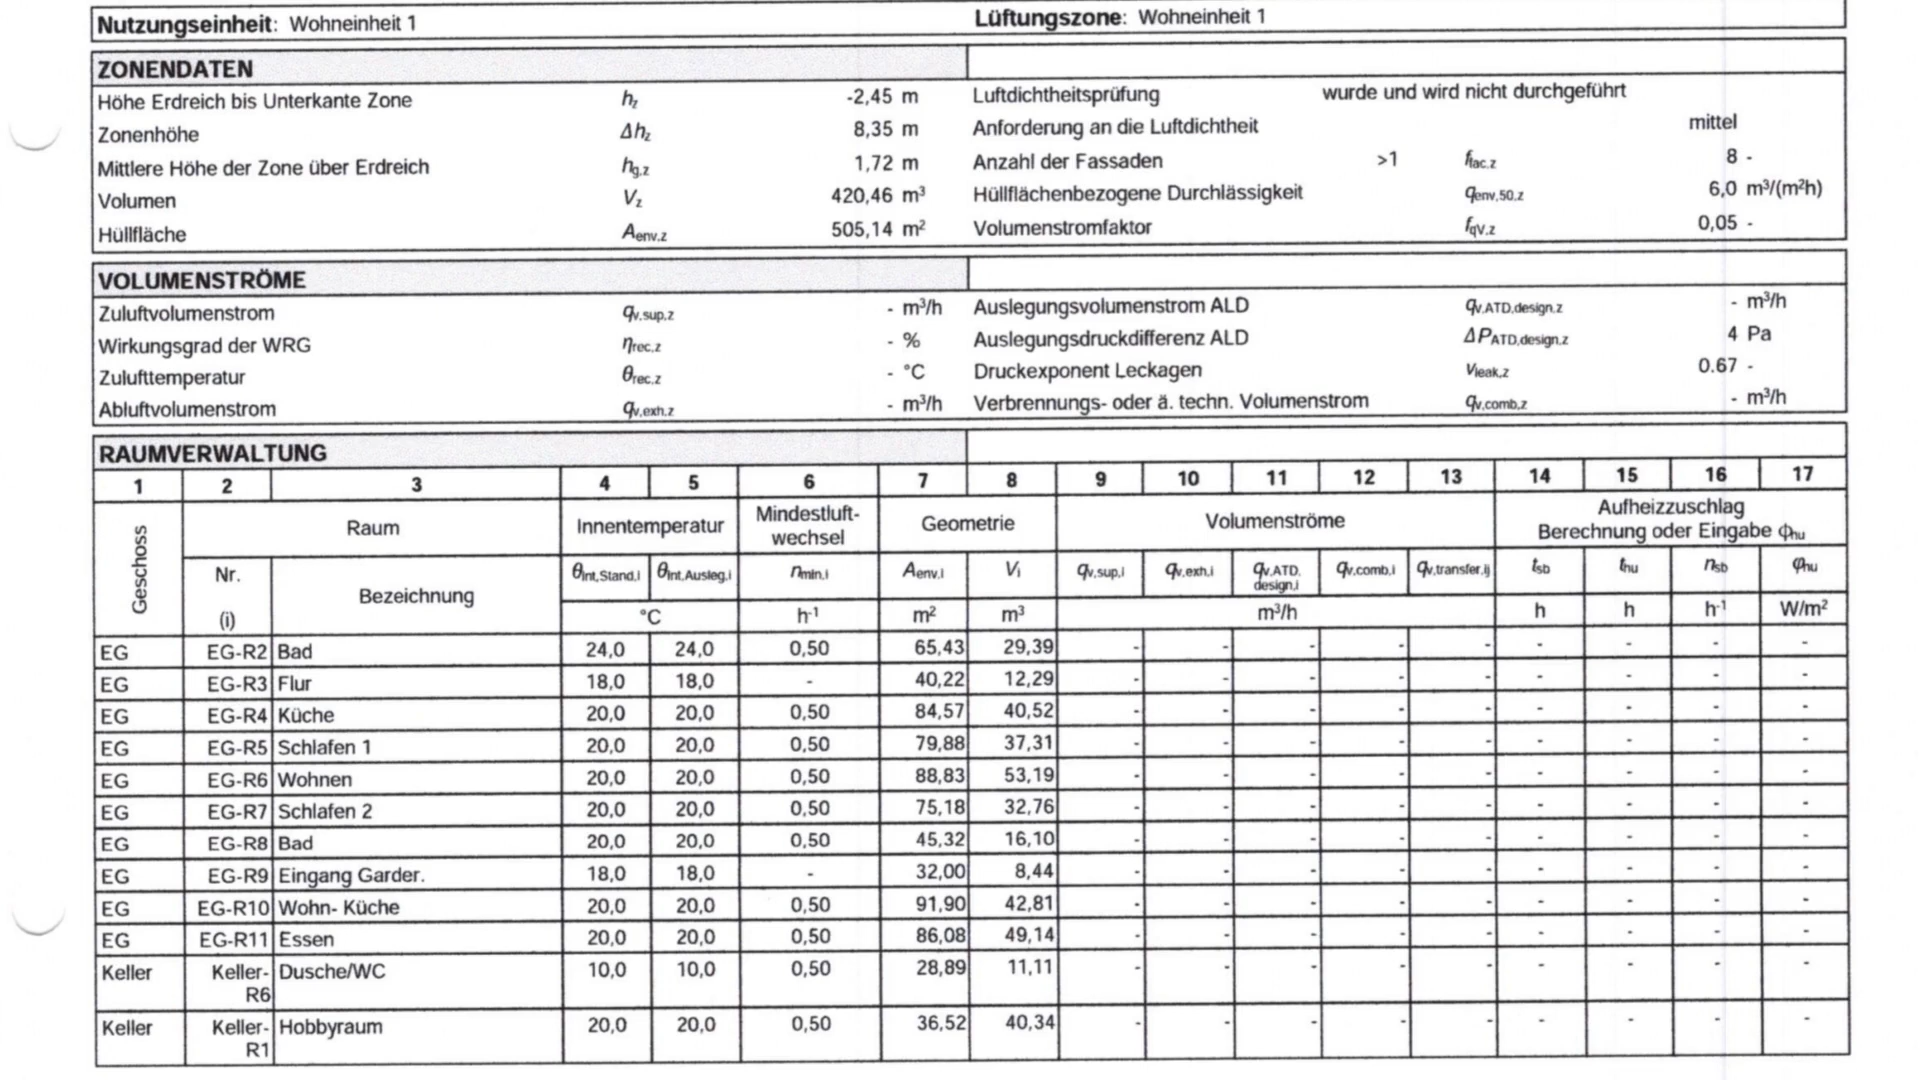 Nutzungseinheit: Wohneinheit 1 Lüftungszone: Wohneinheit 1
ZONENDATEN
Höhe Erdreich bis Unterkante Zone hz -2,45 m Luftdichtheitsprüfung wurde und wird nicht durchgeführt
Zonenhöhe Δhz 8,35 m Anforderung an die Luftdichtheit mittel
Mittlere Höhe der Zone über Erdreich hg,z 1,72 m Anzahl der Fassaden >1 ffac,z 8 -
Volumen Vz 420,46 m³ Hüllflächenbezogene Durchlässigkeit qenv,50,z 6,0 m³/(m²h)
Hüllfläche Aenv,z 505,14 m² Volumenstromfaktor fqV,z 0,05 -
VOLUMENSTRÖME
Zuluftvolumenstrom qv,sup,z - m³/h Auslegungsvolumenstrom ALD qv,ATD,design,z - m³/h
Wirkungsgrad der WRG ηrec,z - % Auslegungsdruckdifferenz ALD ΔPATD,design,z 4 Pa
Zulufttemperatur θrec,z - °C Druckexponent Leckagen vleak,z 0.67 -
Abluftvolumenstrom qv,exh,z - m³/h Verbrennungs- oder ä. techn. Volumenstrom qv,comb,z - m³/h
RAUMVERWALTUNG
1 2 3 4 5 6 7 8 9 10 11 12 13 14 15 16 17
Geschoss Raum Innentemperatur Mindestluft-wechsel Geometrie Volumenströme Aufheizzuschlag
Berechnung oder Eingabe ϕhu
Nr. (i) Bezeichnung θint,Stand,i θint,Ausleg,i nmin,i Aenv,i Vi qv,sup,i qv,exh,i qv,ATD,design,i qv,comb,i qv,transfer,ij tsb thu nsb φhu
°C h-1 m² m³ m³/h h h h-1 W/m²
EG EG-R2 Bad 24,0 24,0 0,50 65,43 29,39 - - - - - - - - -
EG EG-R3 Flur 18,0 18,0 - 40,22 12,29 - - - - - - - - -
EG EG-R4 Küche 20,0 20,0 0,50 84,57 40,52 - - - - - - - - -
EG EG-R5 Schlafen 1 20,0 20,0 0,50 79,88 37,31 - - - - - - - - -
EG EG-R6 Wohnen 20,0 20,0 0,50 88,83 53,19 - - - - - - - - -
EG EG-R7 Schlafen 2 20,0 20,0 0,50 75,18 32,76 - - - - - - - - -
EG EG-R8 Bad 20,0 20,0 0,50 45,32 16,10 - - - - - - - - -
EG EG-R9 Eingang Garder. 18,0 18,0 - 32,00 8,44 - - - - - - - - -
EG EG-R10 Wohn- Küche 20,0 20,0 0,50 91,90 42,81 - - - - - - - - -
EG EG-R11 Essen 20,0 20,0 0,50 86,08 49,14 - - - - - - - - -
Keller Keller-R6 Dusche/WC 10,0 10,0 0,50 28,89 11,11 - - - - - - - - -
Keller Keller-R1 Hobbyraum 20,0 20,0 0,50 36,52 40,34 - - - - - - - - -